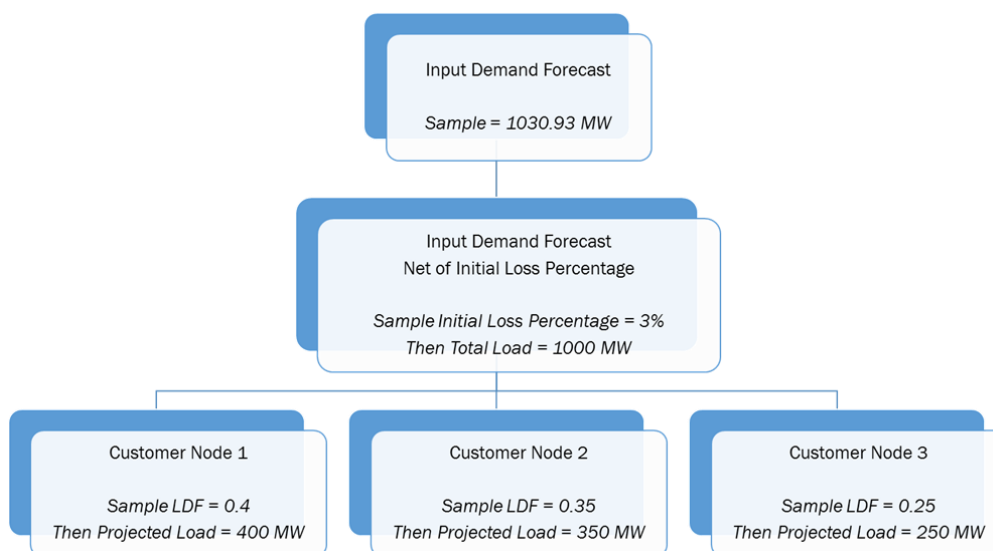 Input Demand Forecast
Sample = 1030.93 MW
Input Demand Forecast
Net of Initial Loss Percentage
Sample Initial Loss Percentage = 3%
Then Total Load = 1000 MW
Customer Node 1
Sample LDF = 0.4
Then Projected Load = 400 MW
Customer Node 2
Sample LDF = 0.35
Then Projected Load = 350 MW
Customer Node 3
Sample LDF = 0.25
Then Projected Load = 250 MW